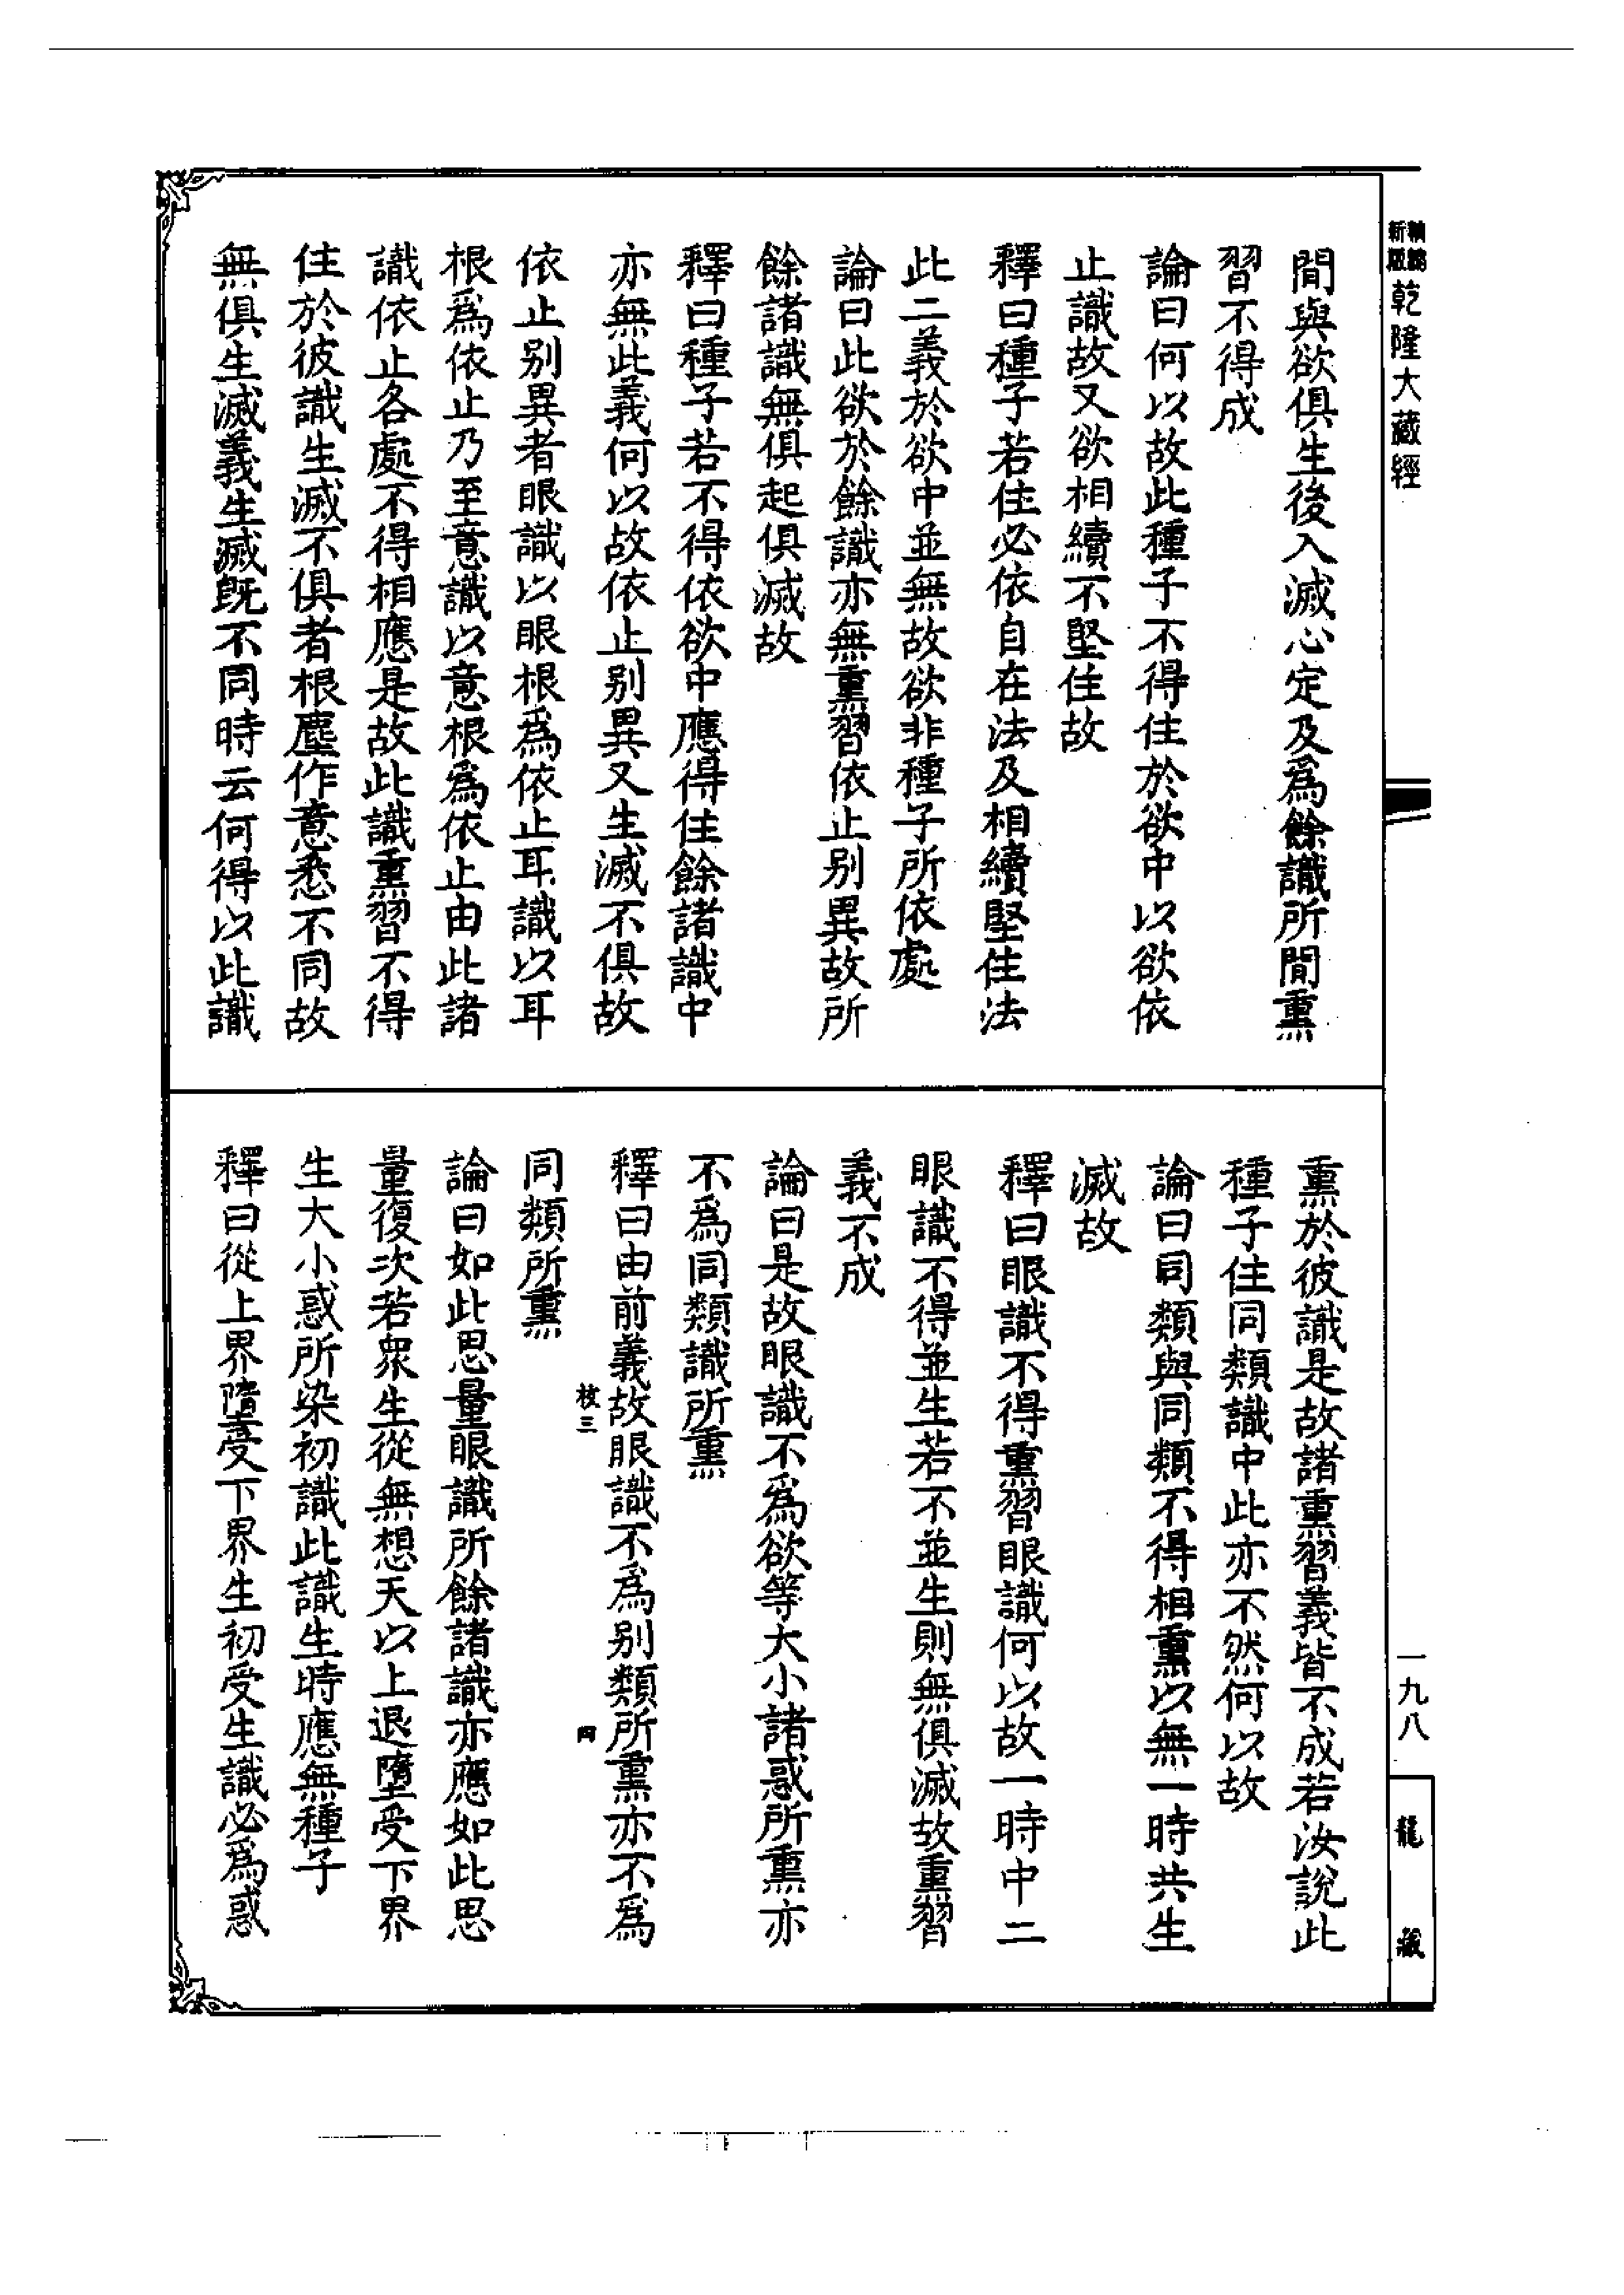 乾隆大藏經
間與欲俱生後入滅心定及爲餘識所間熏
習不得成
論曰何以故此種子不得住於欲中以欲依
止識故又欲相續不堅住故
釋曰種子若住必依自在法及相續堅住法
此二義於欲中並無故欲非種子所依處
論曰此欲於餘識亦無熏習依止别異故所
餘諸識無俱起俱滅故
釋曰種子若不得依欲中應得住餘諸識中
亦無此義何以故依止别異又生滅不俱故
依止别異者眼識以眼根爲依止耳識以耳
根爲依止乃至意識以意根爲依止由此諸
識依止各處不得相應是故此識熏習不得
住於彼識生滅不俱者根塵作意悉不同故
無俱生滅義生滅既不同時云何得以此識
熏於彼識是故諸熏習義皆不成若汝說此
種子住同類識中此亦不然何以故
論曰同類與同類不得相熏以無一時共生
滅故
釋曰眼識不得熏習眼識何以故一時中二
眼識不得並生若不並生則無俱滅故熏習
義不成
論曰是故眼識不爲欲等大小諸惑所熏亦
不爲同類識所熏
釋曰由前義故眼識不爲别類所熏亦不爲
枝三
四
同類所熏
論曰如此思量眼識所餘諸識亦應如此思
量復次若衆生從無想天以上退墮受下界
生大小惑所染初識此識生時應無種子
釋曰從上界墮受下界生初受生識必爲惑
一九八
龍藏